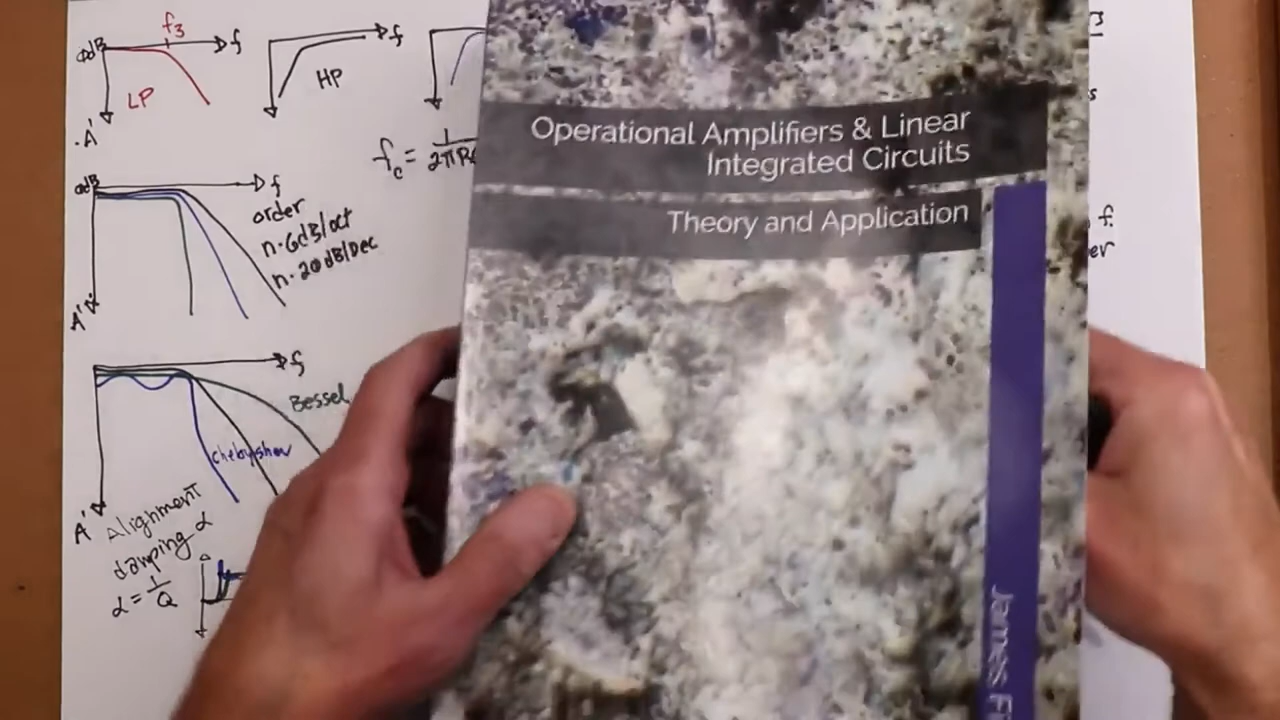 f3
0dB
f
LP
A'
f
HP
fc = 1
2πR
0dB
f
order
n·6dB/oct
n·20dB/Dec
A'
f
Bessel
chebyshev
A'
Alignment
damping α
α = 1
Q
Operational Amplifiers & Linear
Integrated Circuits
Theory and Application
James F
f.
er
s